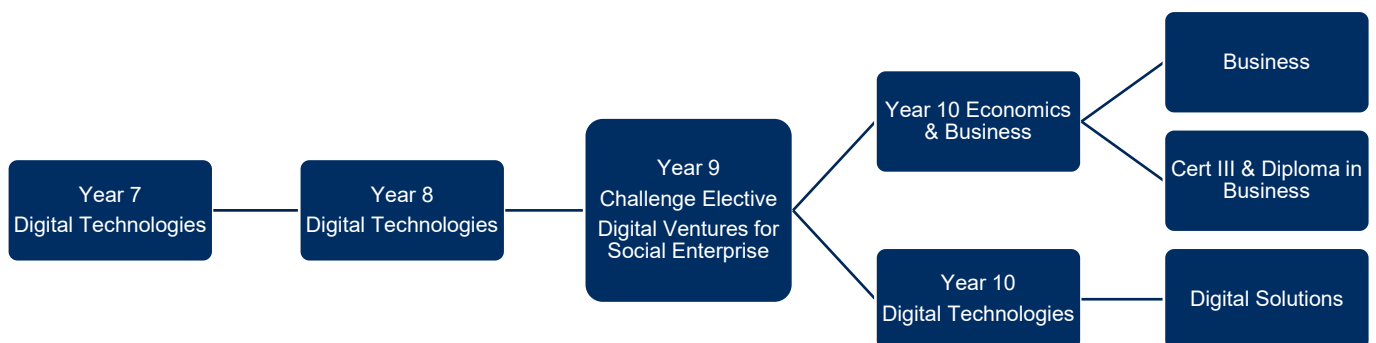 Year 7
Digital Technologies
Year 8
Digital Technologies
Year 9
Challenge Elective
Digital Ventures for
Social Enterprise
Year 10 Economics
& Business
Year 10
Digital Technologies
Business
Cert III & Diploma in
Business
Digital Solutions